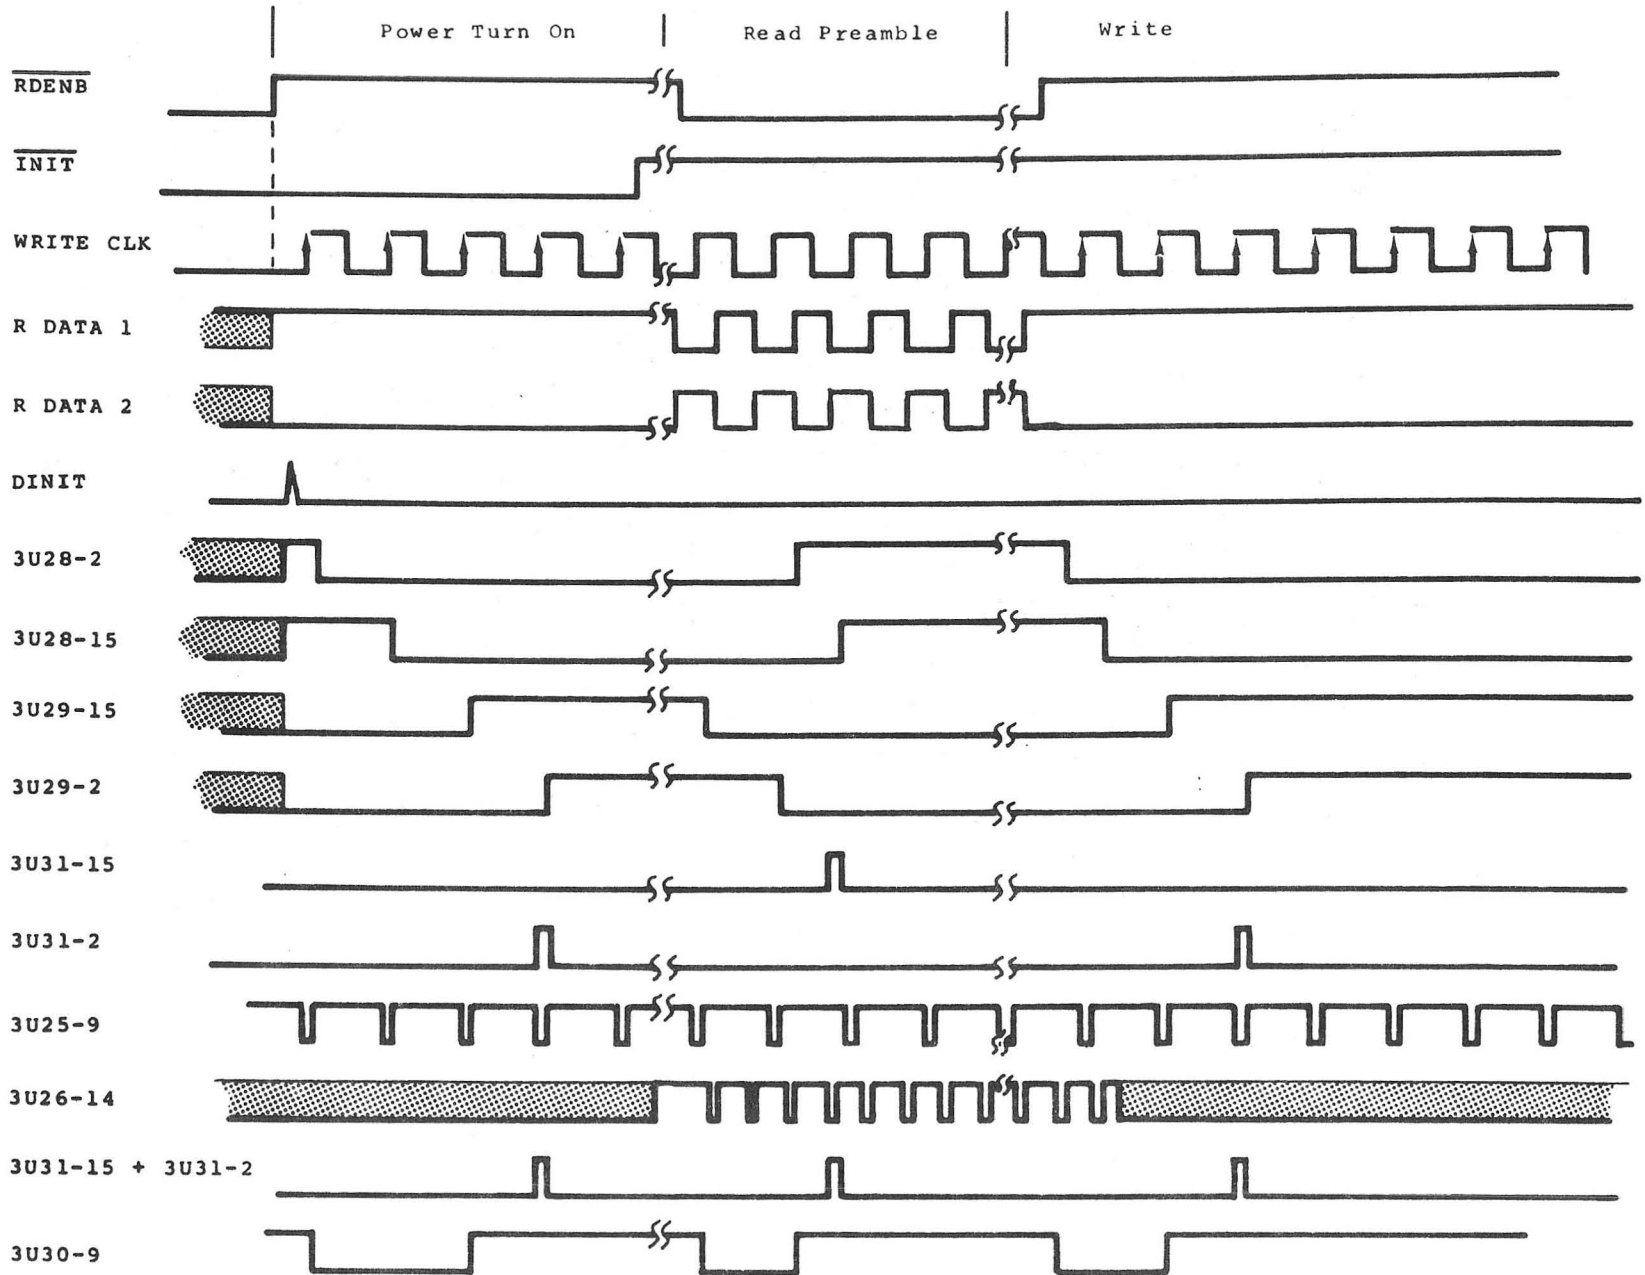 Power Turn On
Read Preamble
Write
RDENB
INIT
WRITE CLK
R DATA 1
R DATA 2
DINIT
3U28-2
3U28-15
3U29-15
3U29-2
3U31-15
3U31-2
3U25-9
3U26-14
3U31-15 + 3U31-2
3U30-9